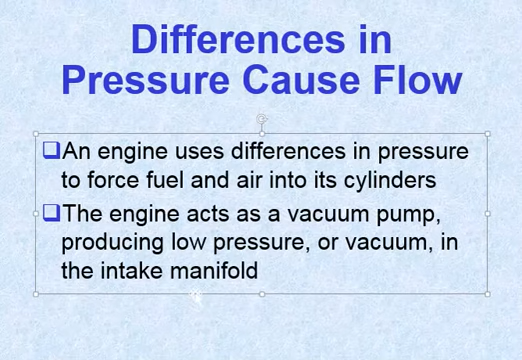 Differences in
Pressure Cause Flow
❑An engine uses differences in pressure
to force fuel and air into its cylinders
❑The engine acts as a vacuum pump,
producing low pressure, or vacuum, in
the intake manifold